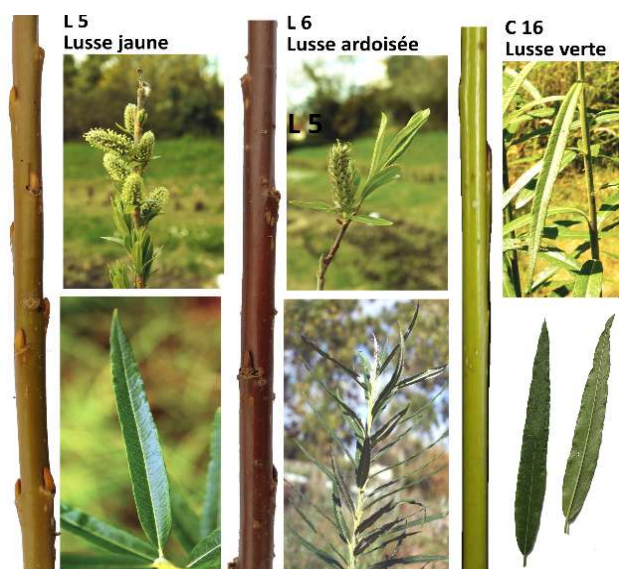 L 5
Lusse jaune
L 6
Lusse ardoisée
L 5
C 16
Lusse verte